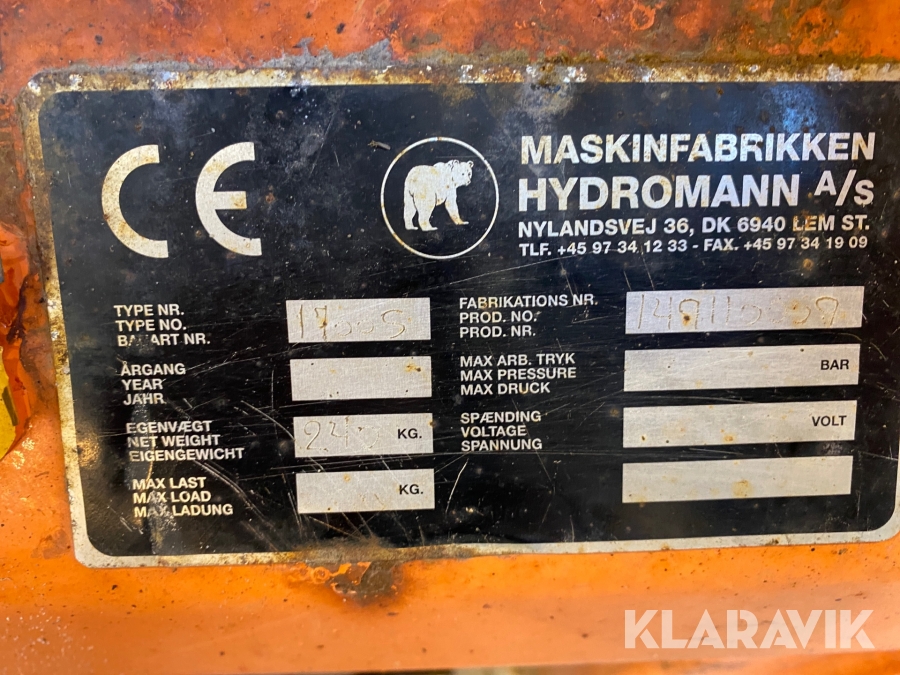 CE
MASKINFABRIKKEN
HYDROMANN A/S
NYLANDSVEJ 36, DK 6940 LEM ST.
TLF. +45 97 34 12 33 - FAX. +45 97 34 19 09
TYPE NR.
TYPE NO.
BAUART NR.
FABRIKATIONS NR.
PROD. NO.
PROD. NR.
ÅRGANG
YEAR
JAHR
MAX ARB. TRYK
MAX PRESSURE
MAX DRUCK
BAR
EGENVÆGT
NET WEIGHT
EIGENGEWICHT
240 KG.
SPÆNDING
VOLTAGE
SPANNUNG
VOLT
MAX LAST
MAX LOAD
MAX LADUNG
KG.
KLARAVIK